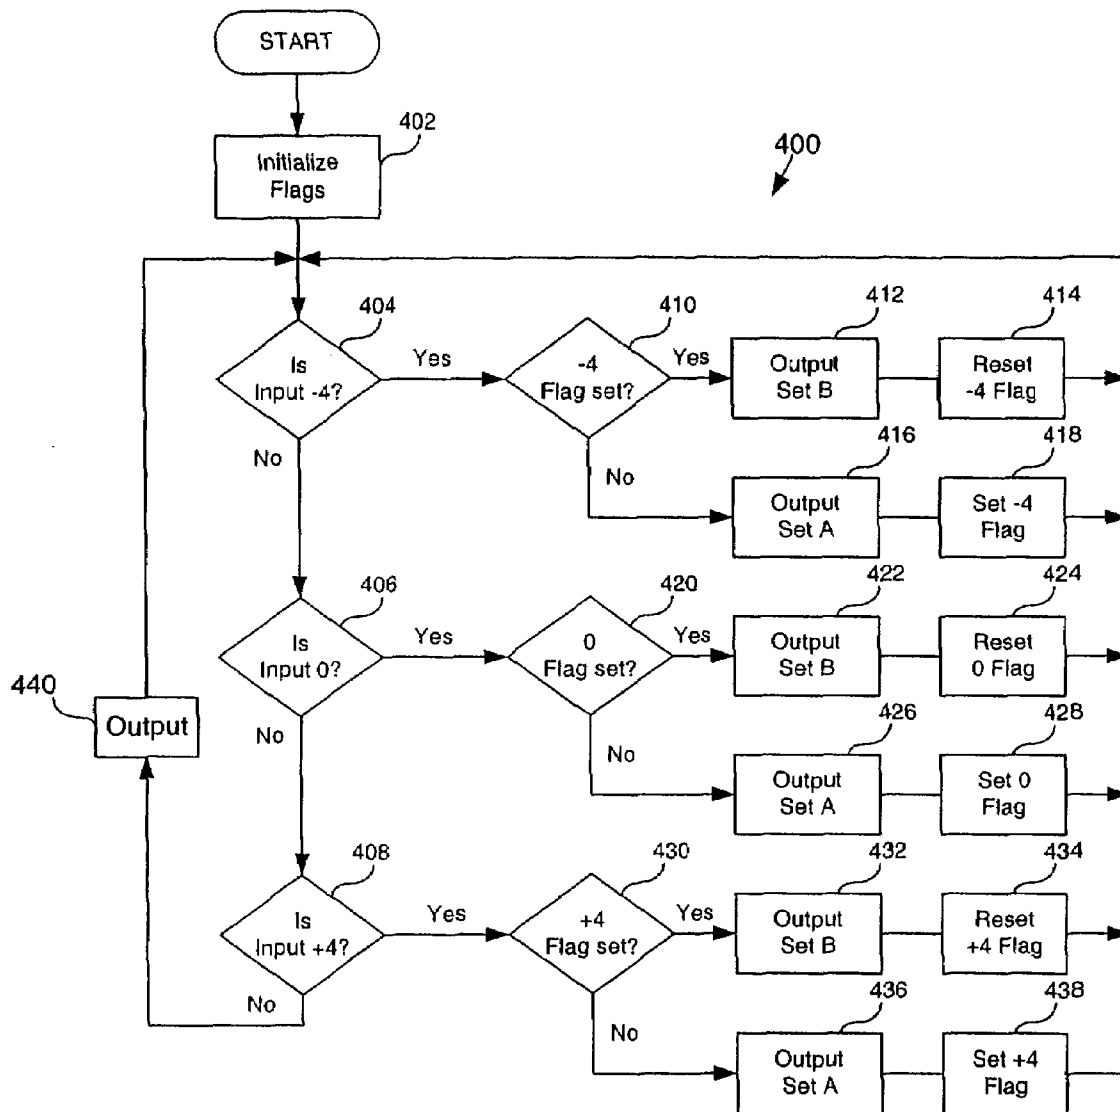 START
402
Initialize
Flags
400
404
Is
Input -4?
Yes
No
410
-4
Flag set?
Yes
No
412
Output
Set B
414
Reset
-4 Flag
416
Output
Set A
418
Set -4
Flag
406
Is
Input 0?
Yes
No
420
0
Flag set?
Yes
No
422
Output
Set B
424
Reset
0 Flag
426
Output
Set A
428
Set 0
Flag
440
Output
408
Is
Input +4?
Yes
No
430
+4
Flag set?
Yes
No
432
Output
Set B
434
Reset
+4 Flag
436
Output
Set A
438
Set +4
Flag